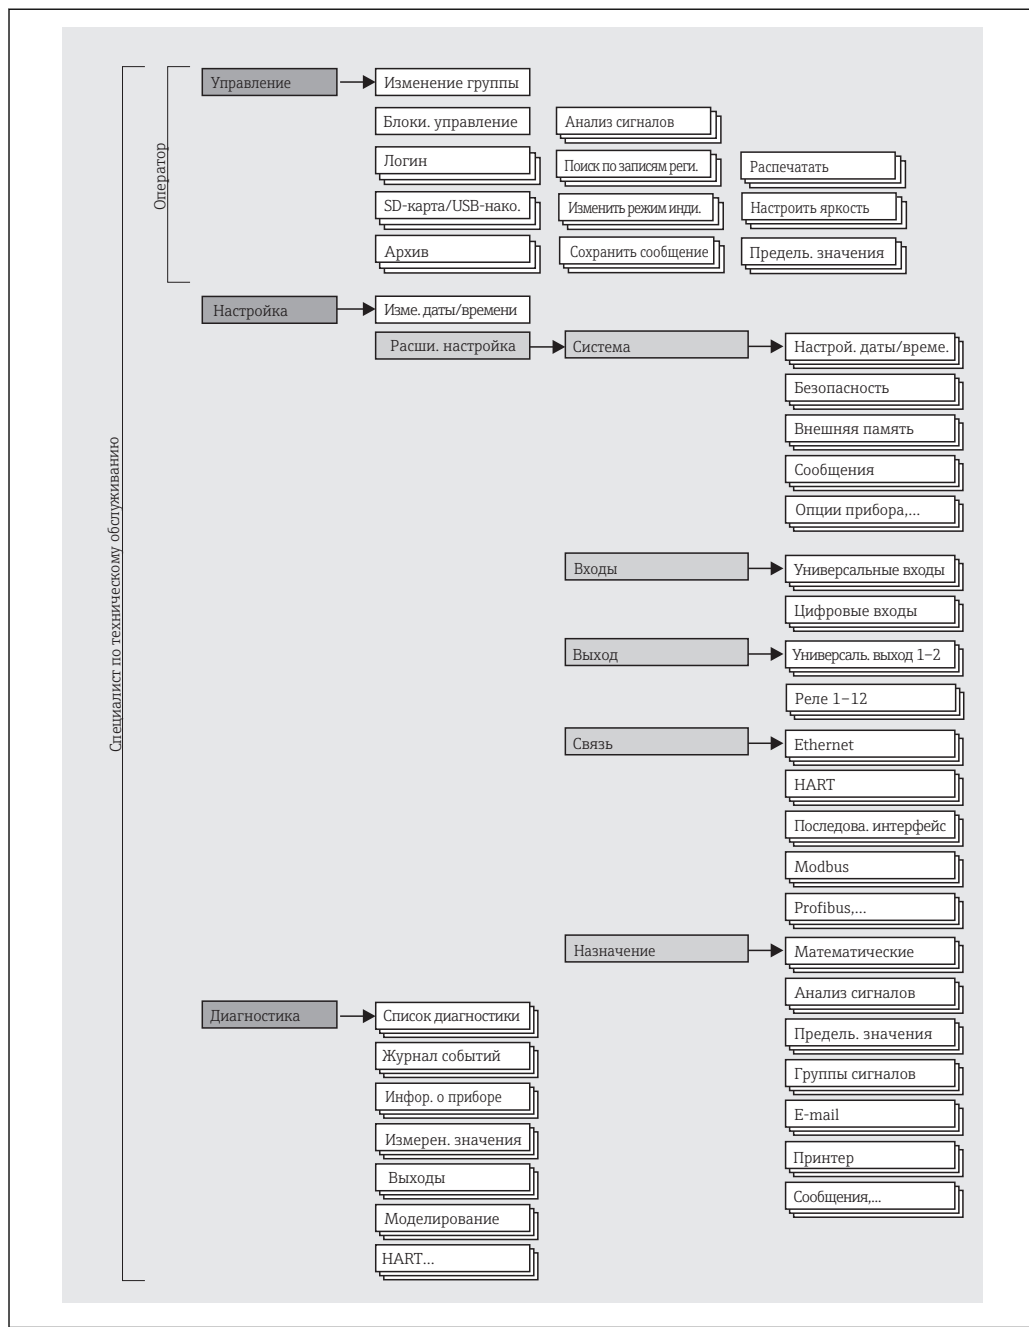 Управление
Изменение группы
Блоки. управление
Анализ сигналов
Логин
Поиск по записям реги.
Распечатать
SD-карта/USB-нако.
Изменить режим инди.
Настроить яркость
Архив
Сохранить сообщение
Предель. значения
Оператор
Настройка
Изме. даты/времени
Расши. настройка
Система
Настрой. даты/време.
Безопасность
Внешняя память
Сообщения
Опции прибора,...
Специалист по техническому обслуживанию
Входы
Универсальные входы
Цифровые входы
Выход
Универсаль. выход 1–2
Реле 1–12
Связь
Ethernet
HART
Последова. интерфейс
Modbus
Profibus,...
Назначение
Математические
Анализ сигналов
Предель. значения
Группы сигналов
E-mail
Принтер
Сообщения,...
Диагностика
Список диагностики
Журнал событий
Инфор. о приборе
Измерен. значения
Выходы
Моделирование
HART...